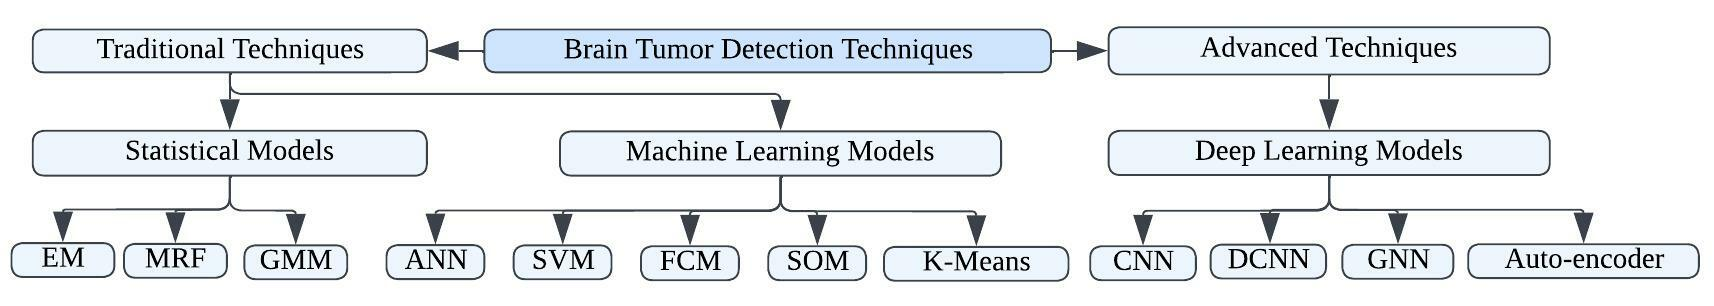 Traditional Techniques
Brain Tumor Detection Techniques
Advanced Techniques
Statistical Models
Machine Learning Models
Deep Learning Models
EM
MRF
GMM
ANN
SVM
FCM
SOM
K-Means
CNN
DCNN
GNN
Auto-encoder